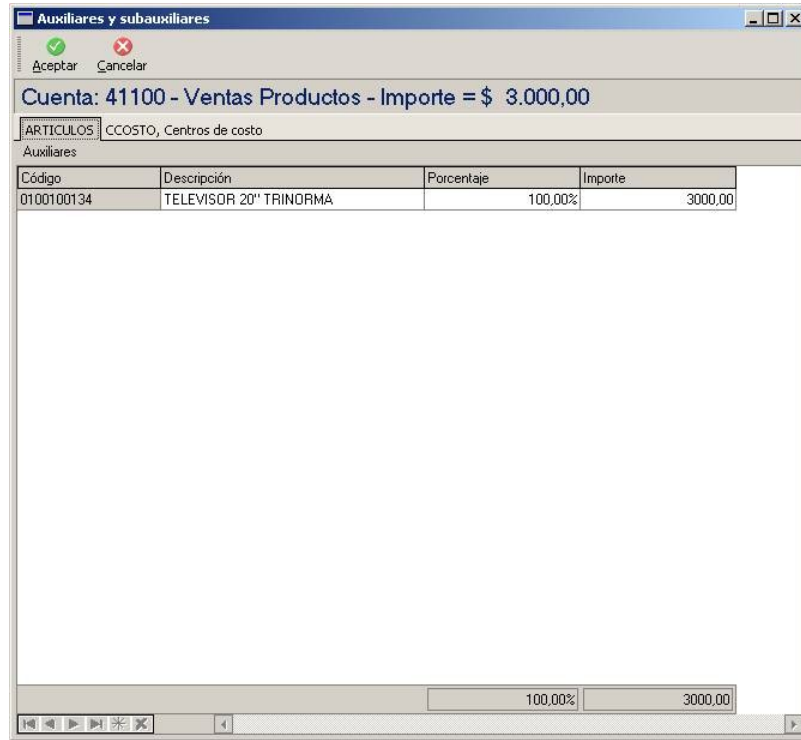 Auxiliares y subauxiliares
Aceptar Cancelar
Cuenta: 41100 - Ventas Productos - Importe = $ 3.000,00
ARTICULOS CCOSTO, Centros de costo
Auxiliares
Código Descripción Porcentaje Importe
0100100134 TELEVISOR 20" TRINORMA 100,00% 3000,00
100,00% 3000,00